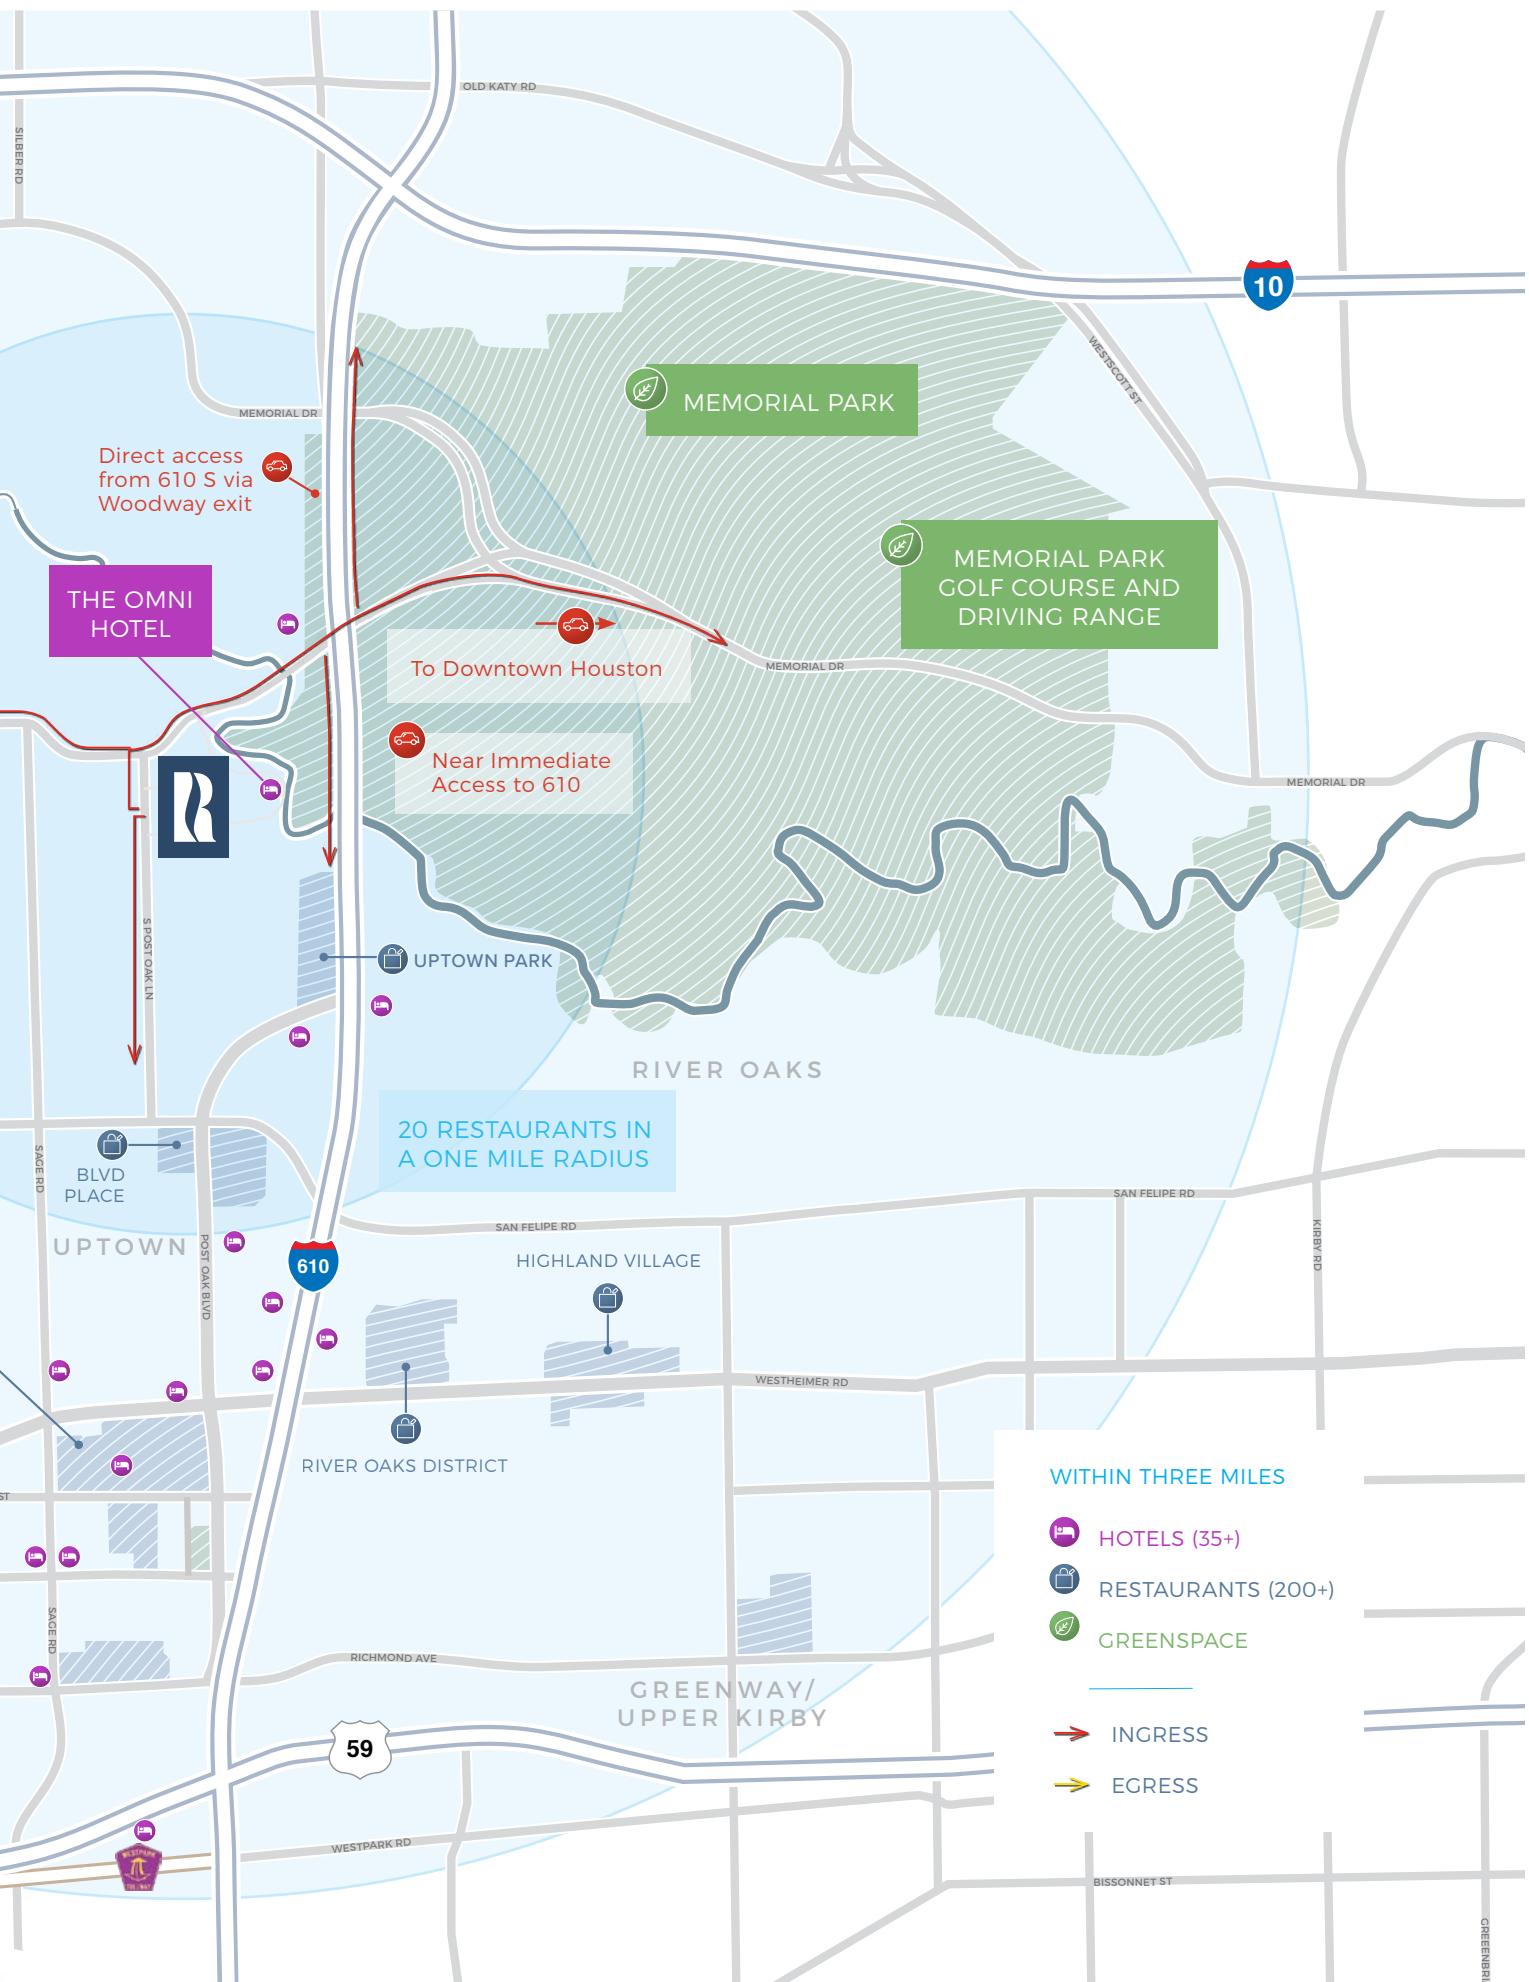 OLD KATY RD
SILBER RD
10
WESTSCOTT ST
MEMORIAL PARK
MEMORIAL DR
Direct access
from 610 S via
Woodway exit
MEMORIAL PARK
GOLF COURSE AND
DRIVING RANGE
THE OMNI
HOTEL
To Downtown Houston
MEMORIAL DR
Near Immediate
Access to 610
MEMORIAL DR
R
S POST OAK LN
UPTOWN PARK
RIVER OAKS
20 RESTAURANTS IN
A ONE MILE RADIUS
BLVD
PLACE
SAGE RD
SAN FELIPE RD
SAN FELIPE RD
KIRBY RD
UPTOWN
POST OAK BLVD
610
HIGHLAND VILLAGE
WESTHEIMER RD
RIVER OAKS DISTRICT
ST
WITHIN THREE MILES
HOTELS (35+)
RESTAURANTS (200+)
GREENSPACE
INGRESS
EGRESS
SAGE RD
RICHMOND AVE
GREENWAY/
UPPER KIRBY
59
WESTPARK RD
WESTPARK
TOLLWAY
BISSONNET ST
GREEENBRI